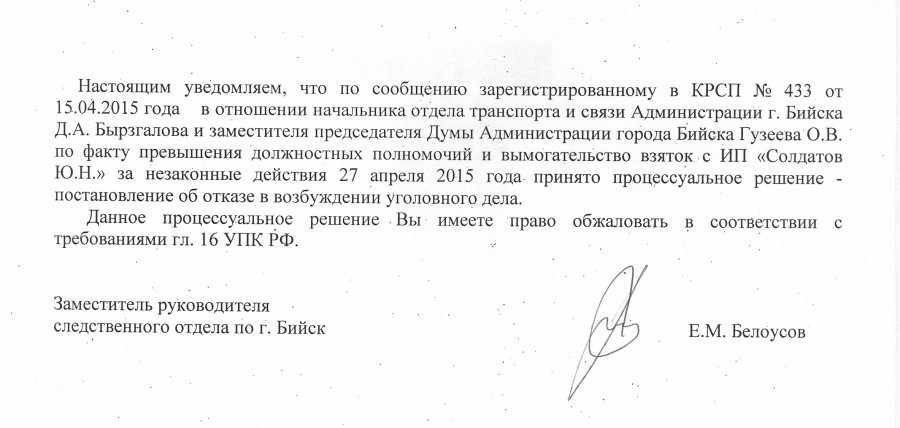 Настоящим уведомляем, что по сообщению зарегистрированному в КРСП № 433 от
15.04.2015 года в отношении начальника отдела транспорта и связи Администрации г. Бийска
Д.А. Бырзгалова и заместителя председателя Думы Администрации города Бийска Гузеева О.В.
по факту превышения должностных полномочий и вымогательство взяток с ИП «Солдатов
Ю.Н.» за незаконные действия 27 апреля 2015 года принято процессуальное решение -
постановление об отказе в возбуждении уголовного дела.
Данное процессуальное решение Вы имеете право обжаловать в соответствии с
требованиями гл. 16 УПК РФ.
Заместитель руководителя
следственного отдела по г. Бийск
Е.М. Белоусов